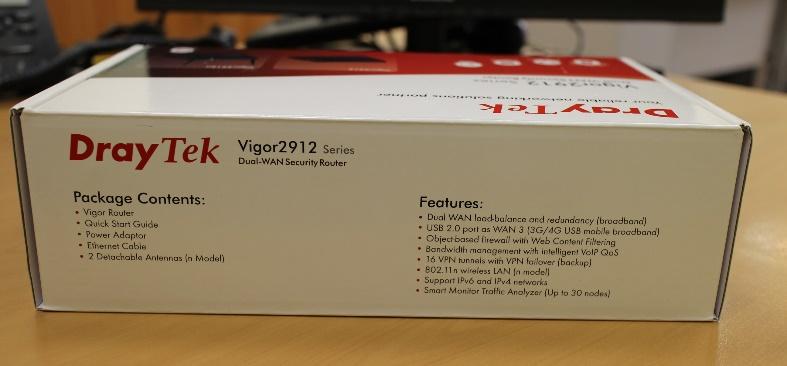 Vigor2912 Series
Your reliable networking solutions partner
DrayTek
DrayTek Vigor2912 Series
Dual-WAN Security Router
Package Contents:
• Vigor Router
• Quick Start Guide
• Power Adaptor
• Ethernet Cable
• 2 Detachable Antennas (n Model)
Features:
• Dual WAN load-balance and redundancy (broadband)
• USB 2.0 port as WAN 3 (3G/4G USB mobile broadband)
• Object-based firewall with Web Content Filtering
• Bandwidth management with intelligent VoIP QoS
• 16 VPN tunnels with VPN failover (backup)
• 802.11n wireless LAN (n model)
• Support IPv6 and IPv4 networks
• Smart Monitor Traffic Analyzer (Up to 30 nodes)